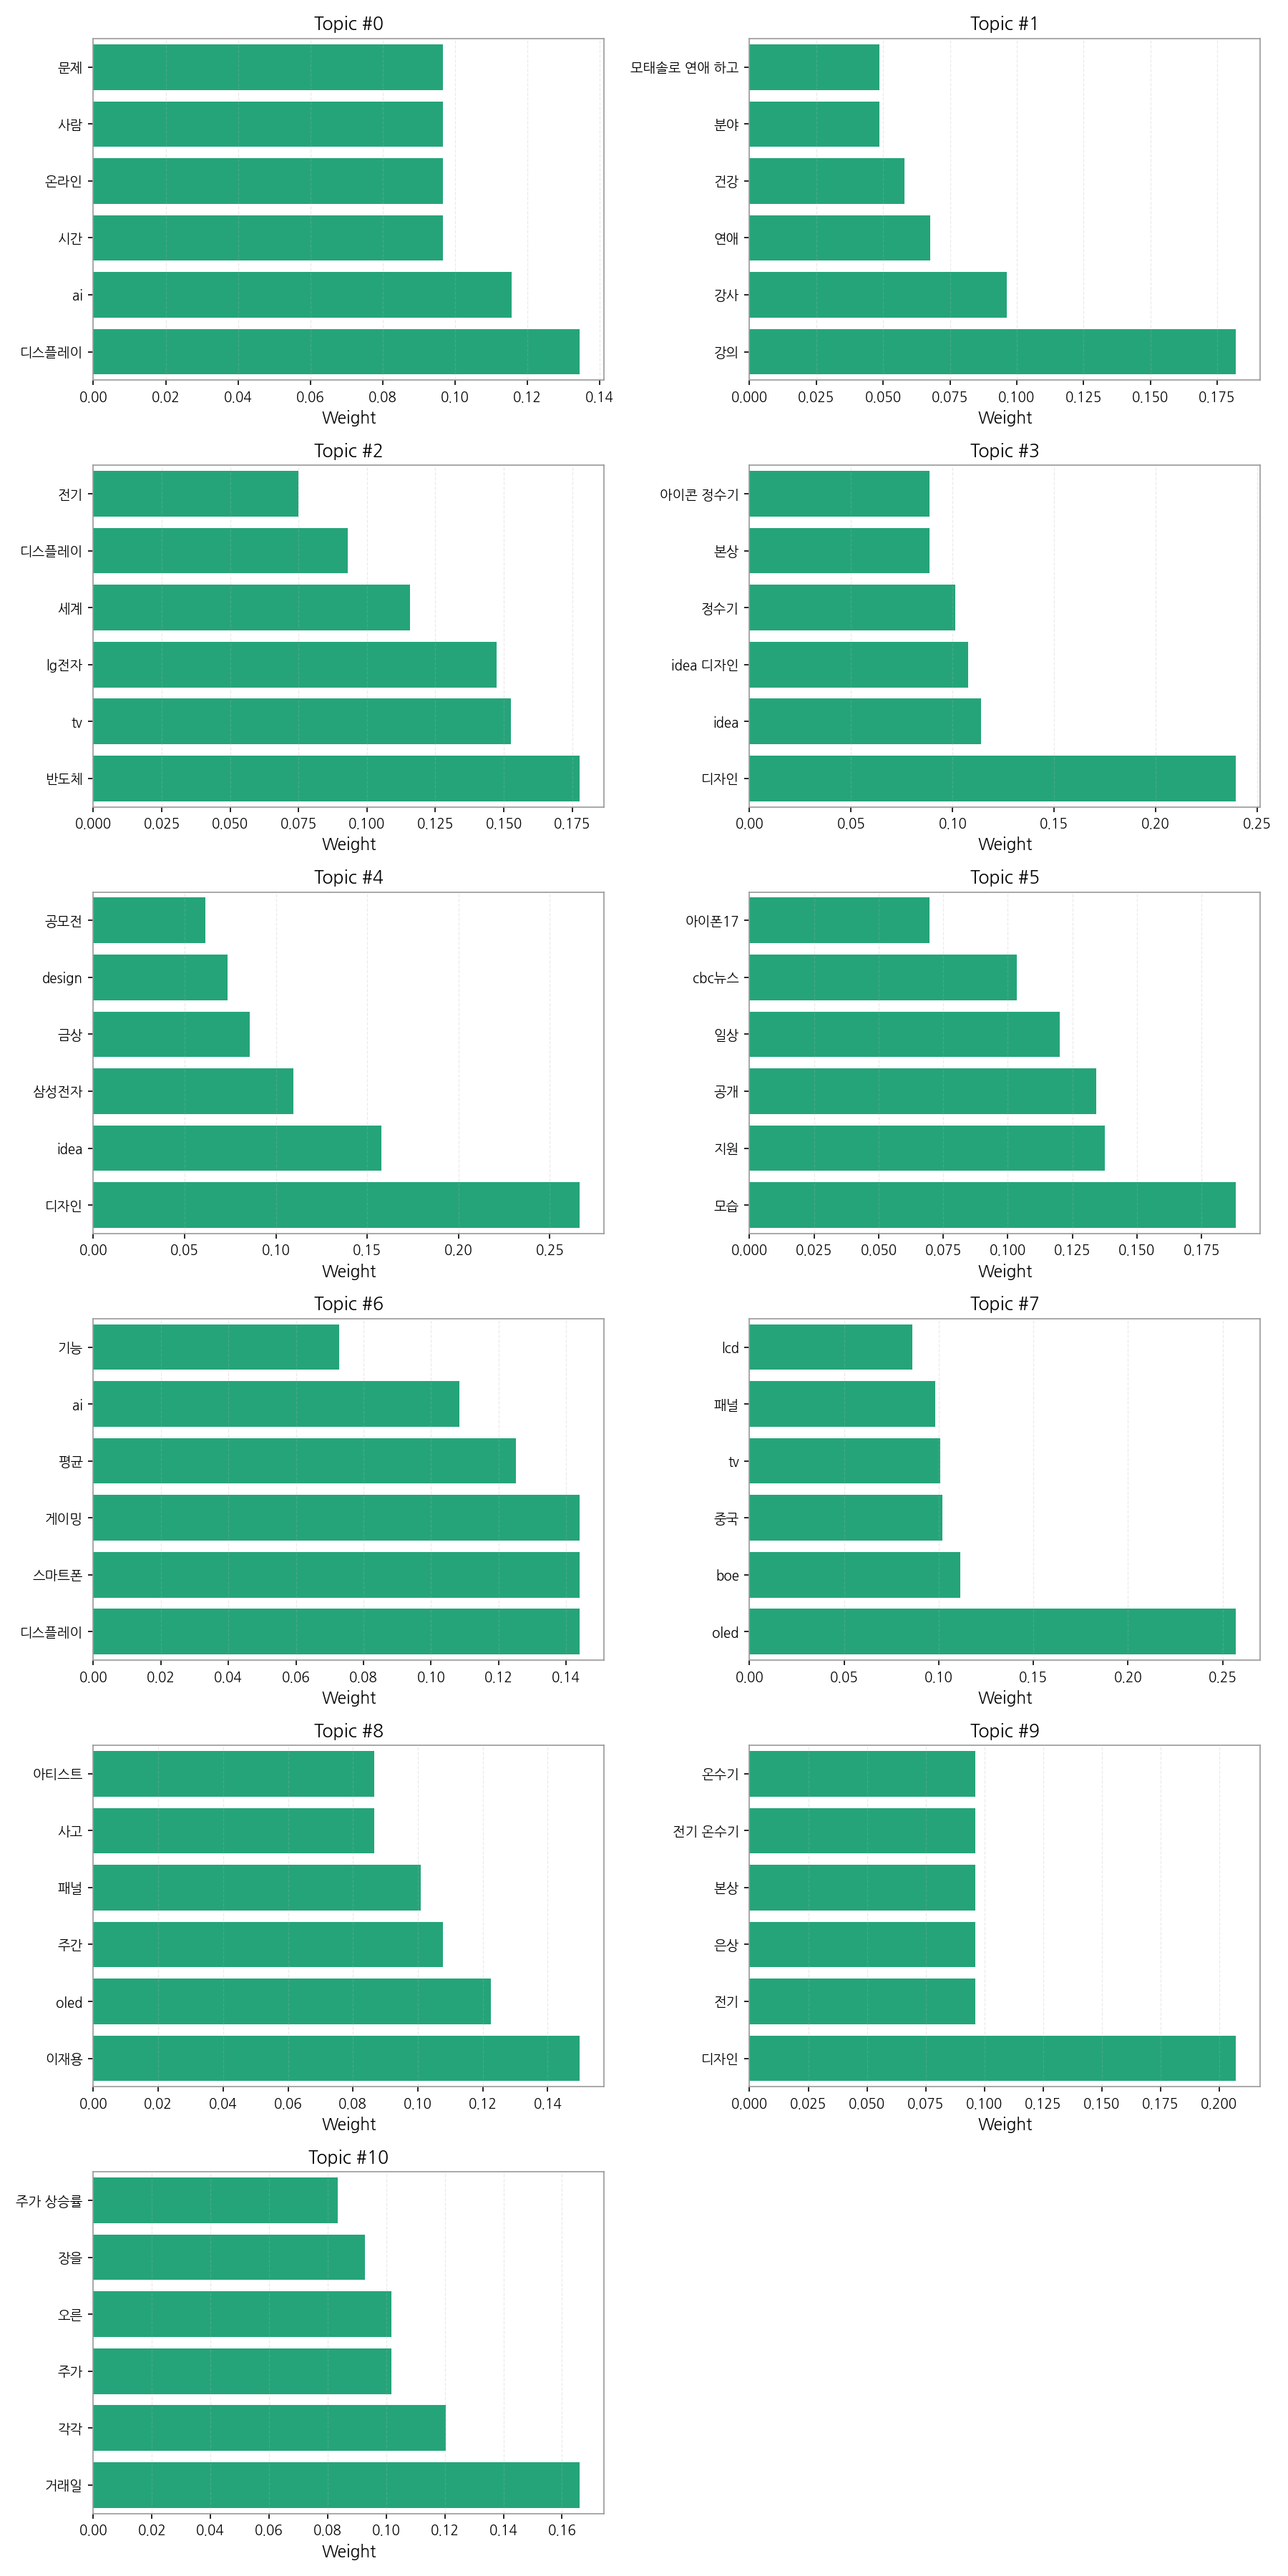 Topic #0
문제
사람
온라인
시간
ai
디스플레이
0.00 0.02 0.04 0.06 0.08 0.10 0.12 0.14
Weight
Topic #1
모태솔로 연애 하고
분야
건강
연애
강사
강의
0.000 0.025 0.050 0.075 0.100 0.125 0.150 0.175
Weight
Topic #2
전기
디스플레이
세계
lg전자
tv
반도체
0.000 0.025 0.050 0.075 0.100 0.125 0.150 0.175
Weight
Topic #3
아이콘 정수기
본상
정수기
idea 디자인
idea
디자인
0.00 0.05 0.10 0.15 0.20 0.25
Weight
Topic #4
공모전
design
금상
삼성전자
idea
디자인
0.00 0.05 0.10 0.15 0.20 0.25
Weight
Topic #5
아이폰17
cbc뉴스
일상
공개
지원
모습
0.000 0.025 0.050 0.075 0.100 0.125 0.150 0.175
Weight
Topic #6
기능
ai
평균
게이밍
스마트폰
디스플레이
0.00 0.02 0.04 0.06 0.08 0.10 0.12 0.14
Weight
Topic #7
lcd
패널
tv
중국
boe
oled
0.00 0.05 0.10 0.15 0.20 0.25
Weight
Topic #8
아티스트
사고
패널
주간
oled
이재용
0.00 0.02 0.04 0.06 0.08 0.10 0.12 0.14
Weight
Topic #9
온수기
전기 온수기
본상
은상
전기
디자인
0.000 0.025 0.050 0.075 0.100 0.125 0.150 0.175 0.200
Weight
Topic #10
주가 상승률
장을
오른
주가
각각
거래일
0.00 0.02 0.04 0.06 0.08 0.10 0.12 0.14 0.16
Weight